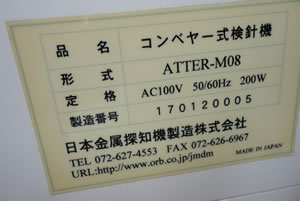 品名 コンベヤー式検針機
形式 ATTER-M08
定格 AC100V 50/60Hz 200W
製造番号 170120005
日本金属探知機製造株式会社
TEL 072-627-4553 FAX 072-626-6967
URL:http://www.orb.co.jp/jmdm MADE IN JAPAN